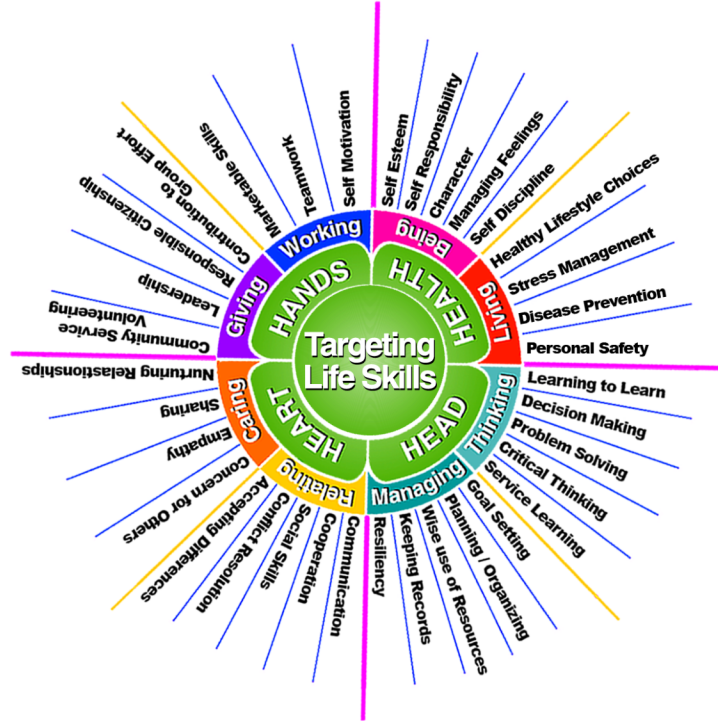 Targeting
Life Skills
HEALTH
Being
Self Esteem
Self Responsibility
Character
Managing Feelings
Self Discipline
Living
Healthy Lifestyle Choices
Stress Management
Disease Prevention
Personal Safety
HEAD
Thinking
Learning to Learn
Decision Making
Problem Solving
Critical Thinking
Service Learning
Managing
Goal Setting
Planning / Organizing
Wise use of Resources
Keeping Records
Resiliency
HEART
Relating
Communication
Cooperation
Social Skills
Conflict Resolution
Accepting Differences
Caring
Concern for Others
Empathy
Sharing
Nurturing Relastionships
HANDS
Giving
Community Service
Volunteering
Leadership
Responsible Citizenship
Contribution to
Group Effort
Working
Marketable Skills
Teamwork
Self Motivation